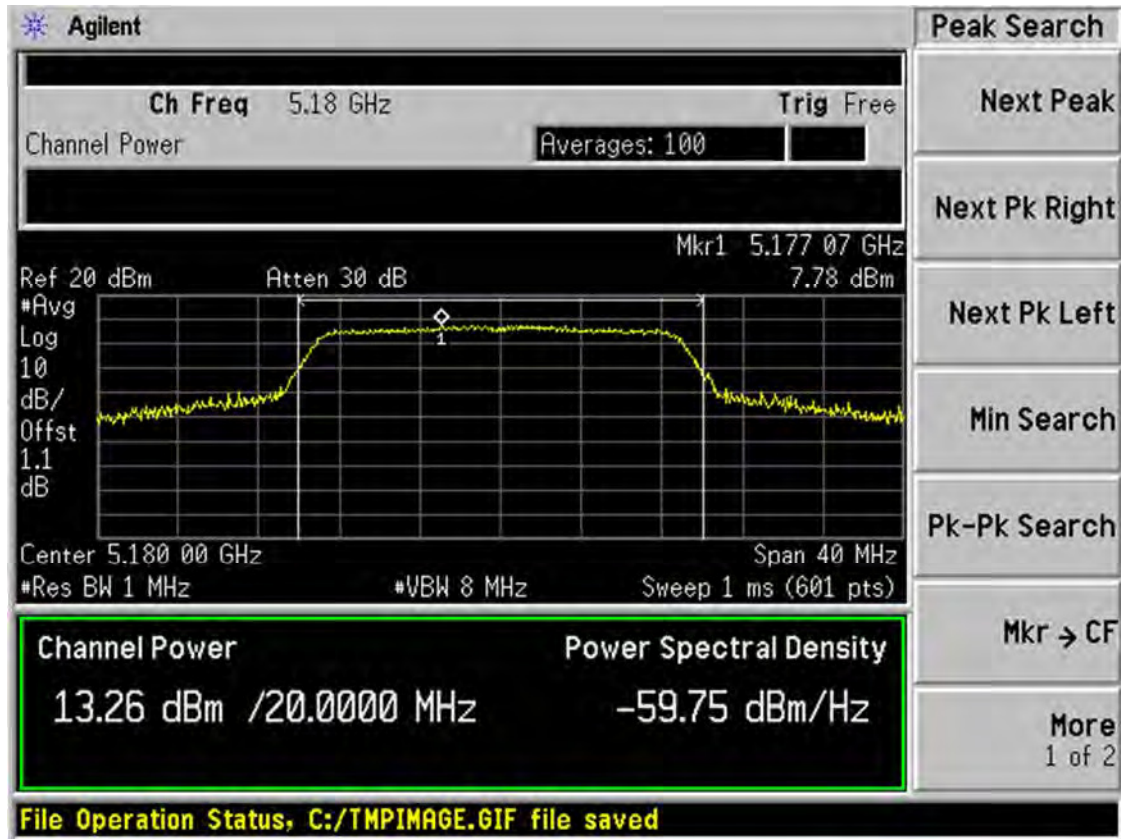 Agilent
Peak Search
Ch Freq 5.18 GHz Trig Free
Channel Power Averages: 100
Mkr1 5.177 07 GHz
Ref 20 dBm Atten 30 dB 7.78 dBm
#Avg
Log
10
dB/
Offst
1.1
dB
1
Center 5.180 00 GHz Span 40 MHz
#Res BW 1 MHz #VBW 8 MHz Sweep 1 ms (601 pts)
Channel Power Power Spectral Density
13.26 dBm /20.0000 MHz -59.75 dBm/Hz
File Operation Status, C:/TMPIMAGE.GIF file saved
Next Peak
Next Pk Right
Next Pk Left
Min Search
Pk-Pk Search
Mkr → CF
More
1 of 2